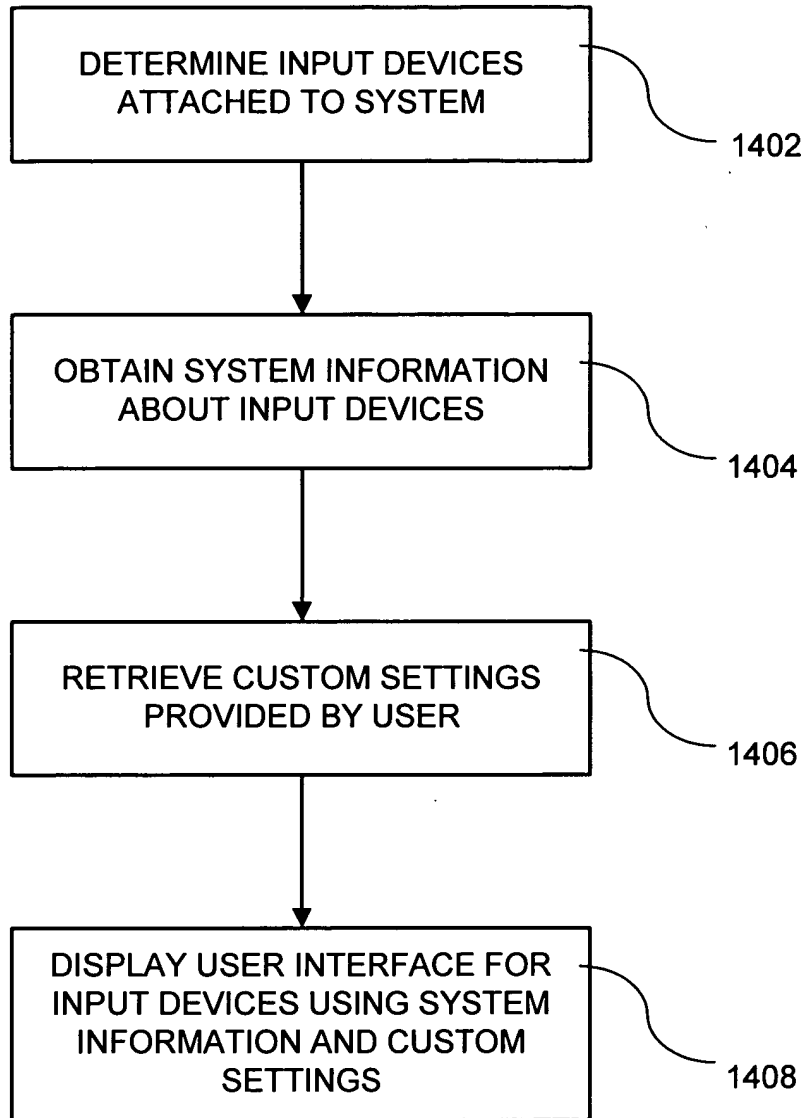 DETERMINE INPUT DEVICES
ATTACHED TO SYSTEM
1402
OBTAIN SYSTEM INFORMATION
ABOUT INPUT DEVICES
1404
RETRIEVE CUSTOM SETTINGS
PROVIDED BY USER
1406
DISPLAY USER INTERFACE FOR
INPUT DEVICES USING SYSTEM
INFORMATION AND CUSTOM
SETTINGS
1408